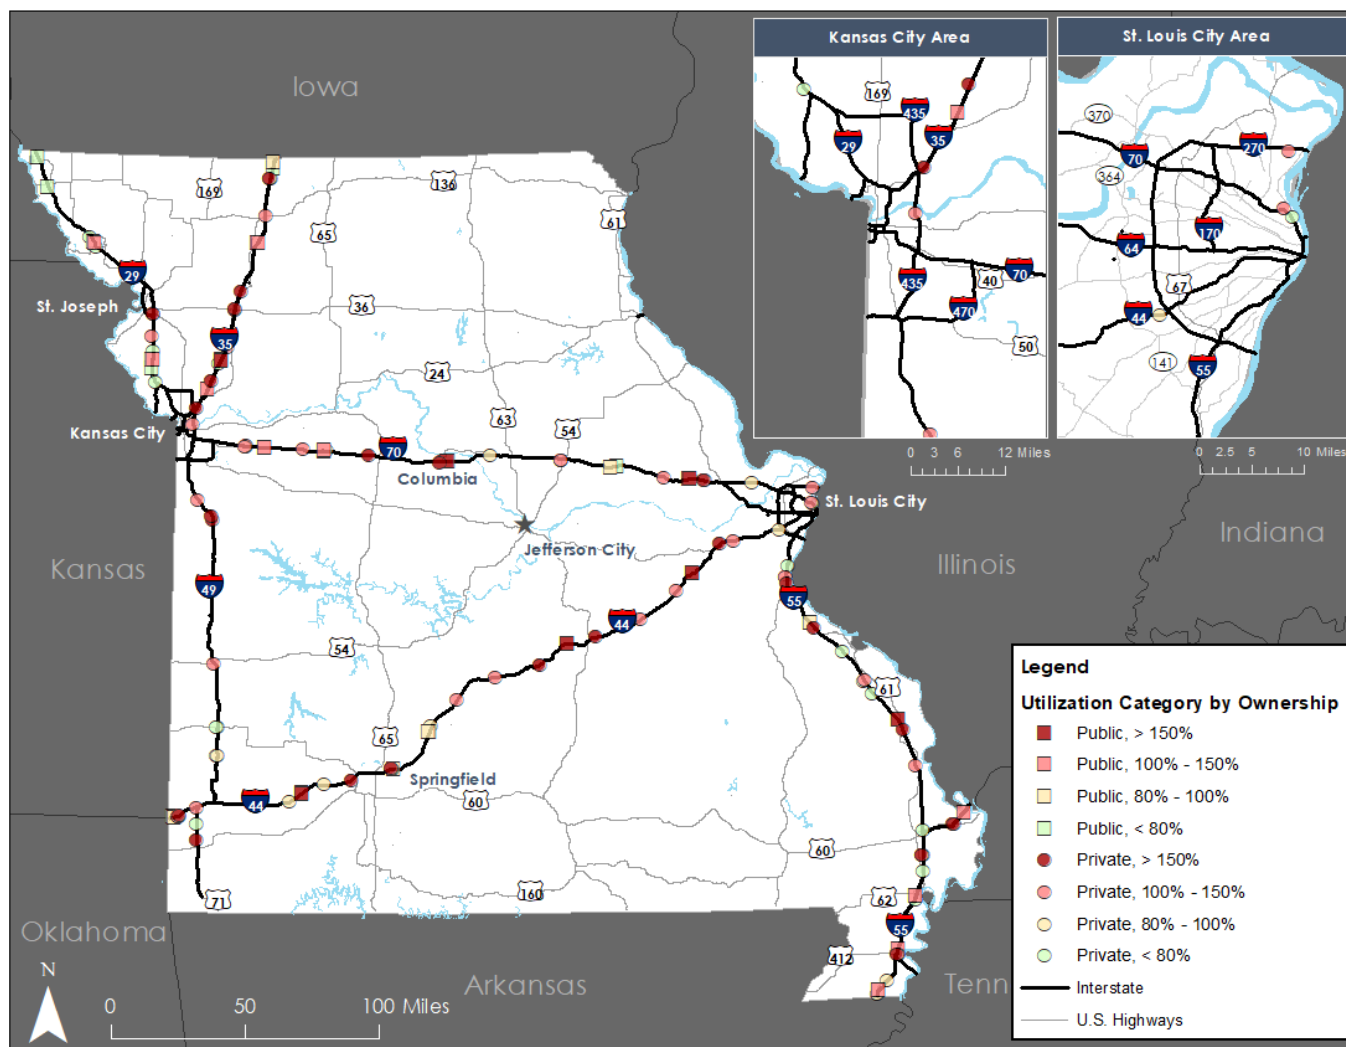 Iowa
Kansas City Area
St. Louis City Area
169
435
29
35
370
70
270
364
64
170
67
44
141
55
435
70
40
470
50
0 3 6 12 Miles
0 2.5 5 10 Miles
169
136
65
61
29
St. Joseph
36
35
24
63
54
Kansas City
70
Columbia
St. Louis City
Jefferson City
Kansas
Illinois
Indiana
49
44
55
54
61
65
Springfield
44
60
60
71
160
62
55
412
Oklahoma
Arkansas
Tenn
N
0 50 100 Miles
Legend
Utilization Category by Ownership
Public, > 150%
Public, 100% - 150%
Public, 80% - 100%
Public, < 80%
Private, > 150%
Private, 100% - 150%
Private, 80% - 100%
Private, < 80%
Interstate
U.S. Highways